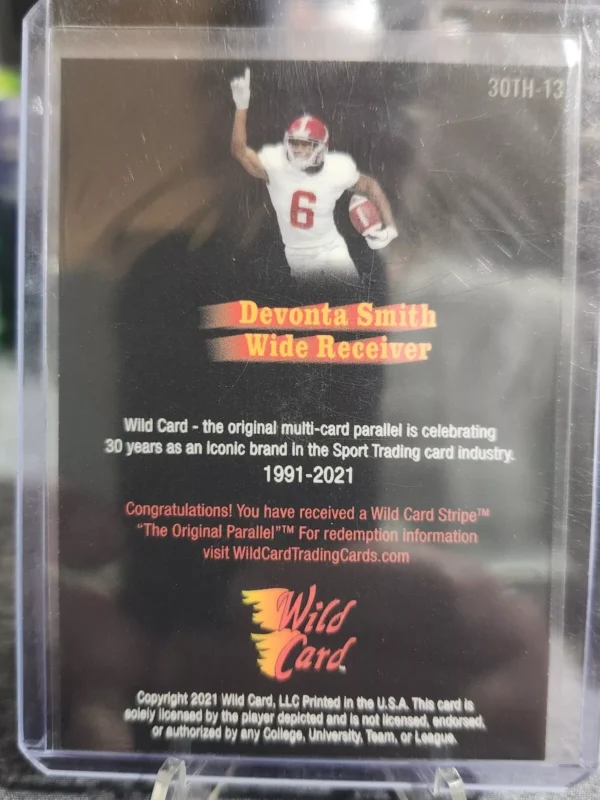 30TH-13
6
Devonta Smith
Wide Receiver
Wild Card - the original multi-card parallel is celebrating
30 years as an iconic brand in the Sport Trading card industry.
1991-2021
Congratulations! You have received a Wild Card Stripe™
"The Original Parallel"™ For redemption information
visit WildCardTradingCards.com
Wild
Card™
Copyright 2021 Wild Card, LLC Printed in the U.S.A. This card is
solely licensed by the player depicted and is not licensed, endorsed,
or authorized by any College, University, Team, or League.